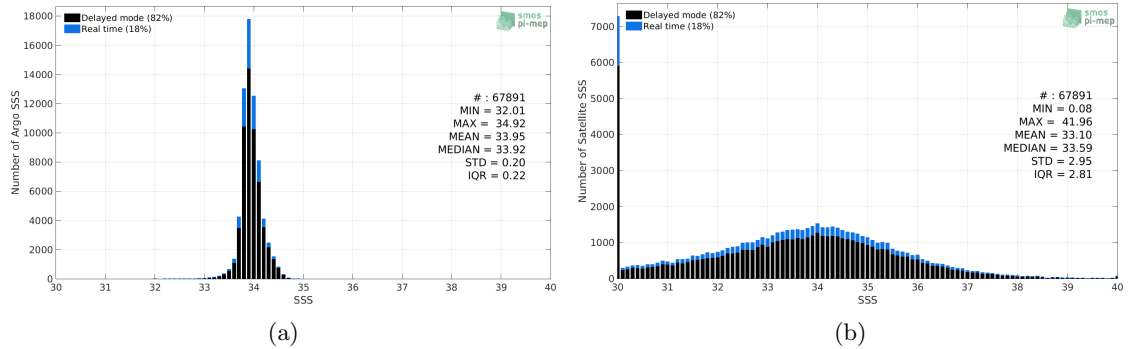 Delayed mode (82%)
Real time (18%)
smos
pi-mep
18000
16000
14000
12000
10000
8000
6000
4000
2000
0
Number of Argo SSS
# : 67891
MIN = 32.01
MAX = 34.92
MEAN = 33.95
MEDIAN = 33.92
STD = 0.20
IQR = 0.22
30 31 32 33 34 35 36 37 38 39 40
SSS
(a)
Delayed mode (82%)
Real time (18%)
smos
pi-mep
7000
6000
5000
4000
3000
2000
1000
0
Number of Satellite SSS
# : 67891
MIN = 0.08
MAX = 41.96
MEAN = 33.10
MEDIAN = 33.59
STD = 2.95
IQR = 2.81
30 31 32 33 34 35 36 37 38 39 40
SSS
(b)